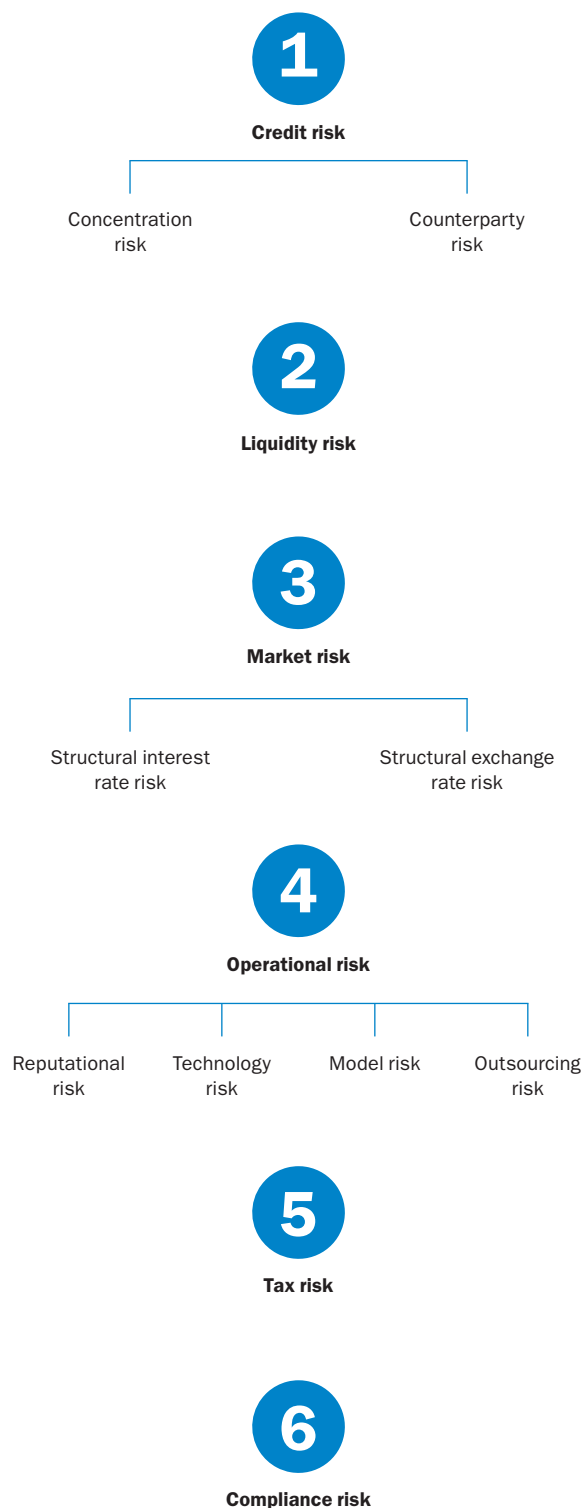 1
Credit risk
Concentration
risk
Counterparty
risk
2
Liquidity risk
3
Market risk
Structural interest
rate risk
Structural exchange
rate risk
4
Operational risk
Reputational
risk
Technology
risk
Model risk
Outsourcing
risk
5
Tax risk
6
Compliance risk